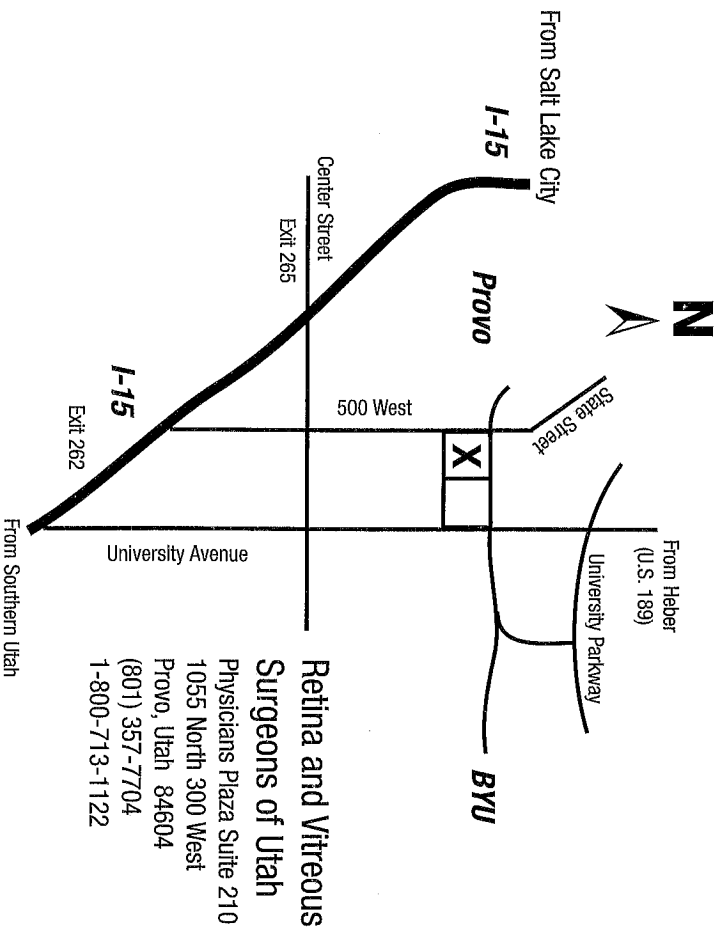 N
From Salt Lake City
I-15
Provo
State Street
From Heber
(U.S. 189)
University Parkway
Center Street
Exit 265
500 West
X
BYU
I-15
Exit 262
University Avenue
From Southern Utah
Retina and Vitreous
Surgeons of Utah
Physicians Plaza Suite 210
1055 North 300 West
Provo, Utah 84604
(801) 357-7704
1-800-713-1122